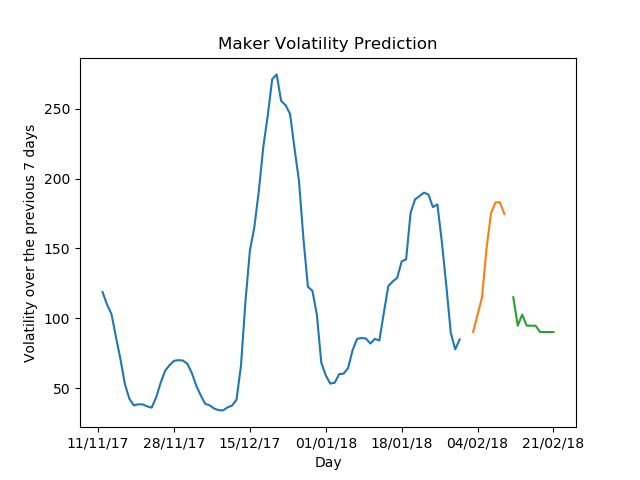 Maker Volatility Prediction
Volatility over the previous 7 days
250
200
150
100
50
11/11/17 28/11/17 15/12/17 01/01/18 18/01/18 04/02/18 21/02/18
Day